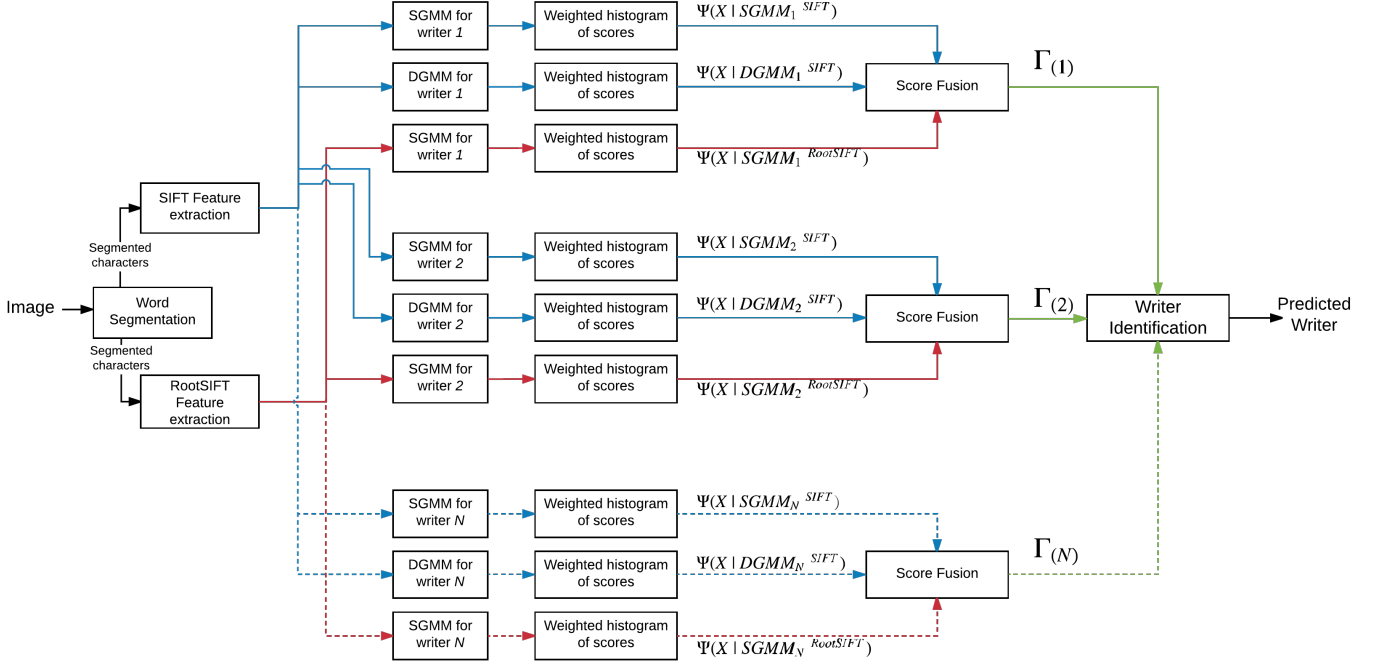 Image
Word
Segmentation
Segmented
characters
Segmented
characters
SIFT Feature
extraction
RootSIFT
Feature
extraction
SGMM for
writer 1
Weighted histogram
of scores
Ψ(X | SGMM₁ ^SIFT)
DGMM for
writer 1
Weighted histogram
of scores
Ψ(X | DGMM₁ ^SIFT)
SGMM for
writer 1
Weighted histogram
of scores
Ψ(X | SGMM₁ ^RootSIFT)
Score Fusion
Γ(1)
SGMM for
writer 2
Weighted histogram
of scores
Ψ(X | SGMM₂ ^SIFT)
DGMM for
writer 2
Weighted histogram
of scores
Ψ(X | DGMM₂ ^SIFT)
SGMM for
writer 2
Weighted histogram
of scores
Ψ(X | SGMM₂ ^RootSIFT)
Score Fusion
Γ(2)
SGMM for
writer N
Weighted histogram
of scores
Ψ(X | SGMM_N ^SIFT)
DGMM for
writer N
Weighted histogram
of scores
Ψ(X | DGMM_N ^SIFT)
SGMM for
writer N
Weighted histogram
of scores
Ψ(X | SGMM_N ^RootSIFT)
Score Fusion
Γ(N)
Writer
Identification
Predicted
Writer